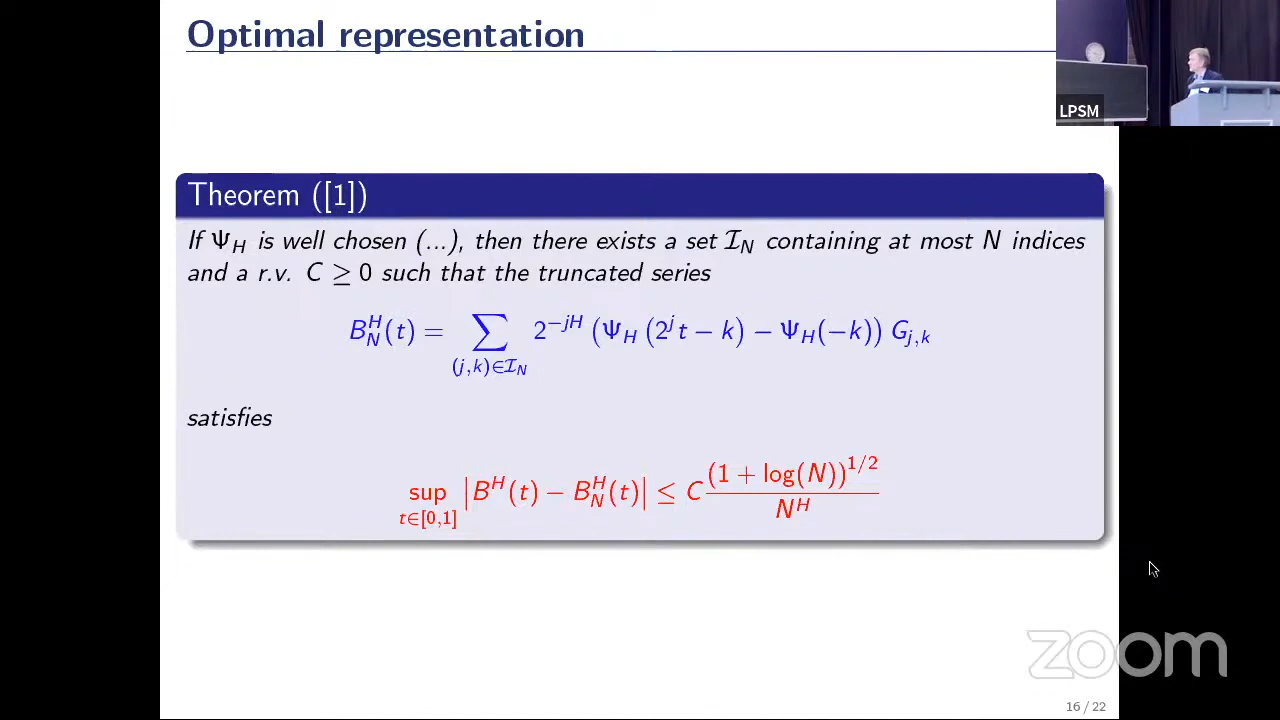 Optimal representation
LPSM
Theorem ([1])
If Ψ_H is well chosen (...), then there exists a set 𝓘_N containing at most N indices
and a r.v. C ≥ 0 such that the truncated series
B_N^H(t) = ∑_{(j,k)∈𝓘_N} 2^{-jH} (Ψ_H (2^j t − k) − Ψ_H(−k)) G_{j,k}
satisfies
sup_{t∈[0,1]} |B^H(t) − B_N^H(t)| ≤ C (1 + log(N))^{1/2} / N^H
zoom
16 / 22